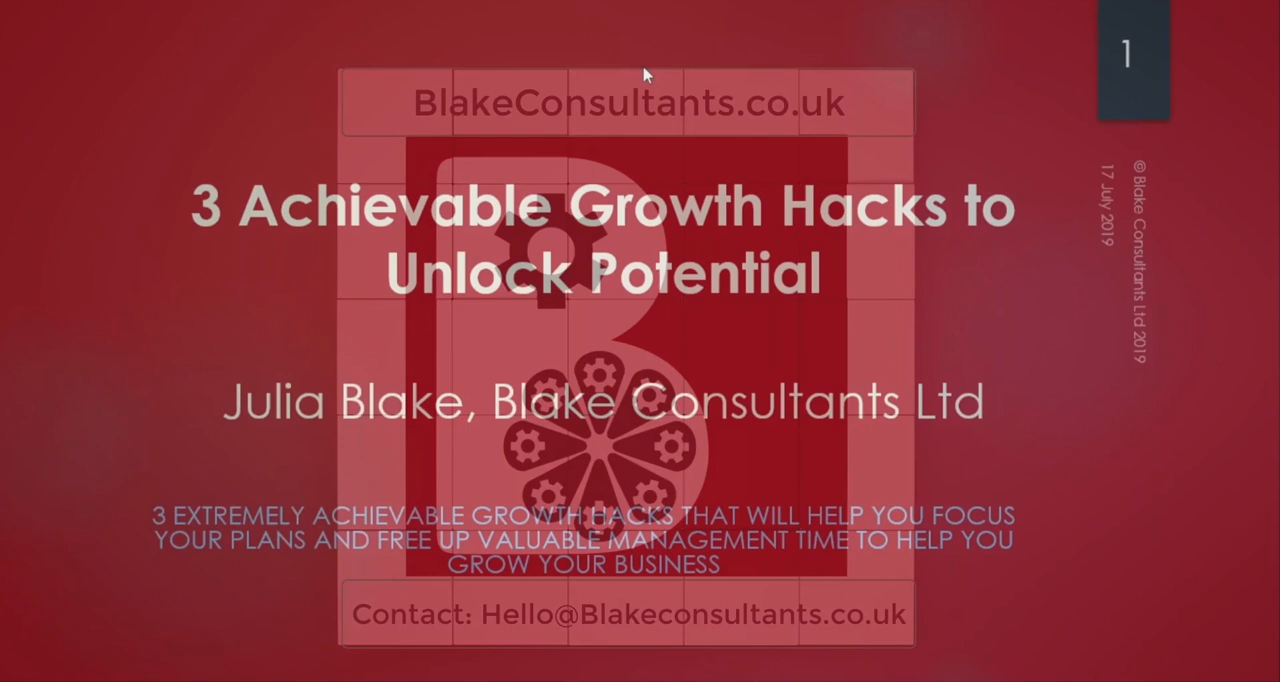 1
BlakeConsultants.co.uk
3 Achievable Growth Hacks to
Unlock Potential
Julia Blake, Blake Consultants Ltd
3 EXTREMELY ACHIEVABLE GROWTH HACKS THAT WILL HELP YOU FOCUS
YOUR PLANS AND FREE UP VALUABLE MANAGEMENT TIME TO HELP YOU
GROW YOUR BUSINESS
Contact: Hello@Blakeconsultants.co.uk
© Blake Consultants Ltd 2019
17 July 2019
B